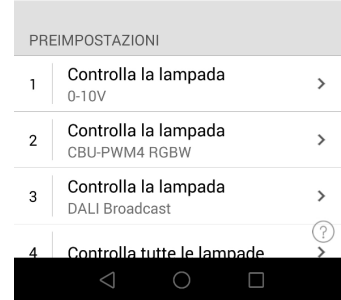 PREIMPOSTAZIONI
1 Controlla la lampada
0-10V
2 Controlla la lampada
CBU-PWM4 RGBW
3 Controlla la lampada
DALI Broadcast
?
4 Controlla tutte le lampade